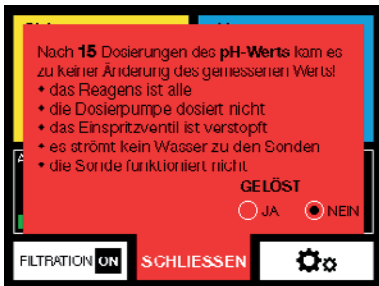 Nach 15 Dosierungen des pH-Werts kam es
zu keiner Änderung des gemessenen Werts!
• das Reagens ist alle
• die Dosierpumpe dosiert nicht
• das Einspritzventil ist verstopft
• es strömt kein Wasser zu den Sonden
• die Sonde funktioniert nicht
GELÖST
JA NEIN
FILTRATION ON SCHLIESSEN